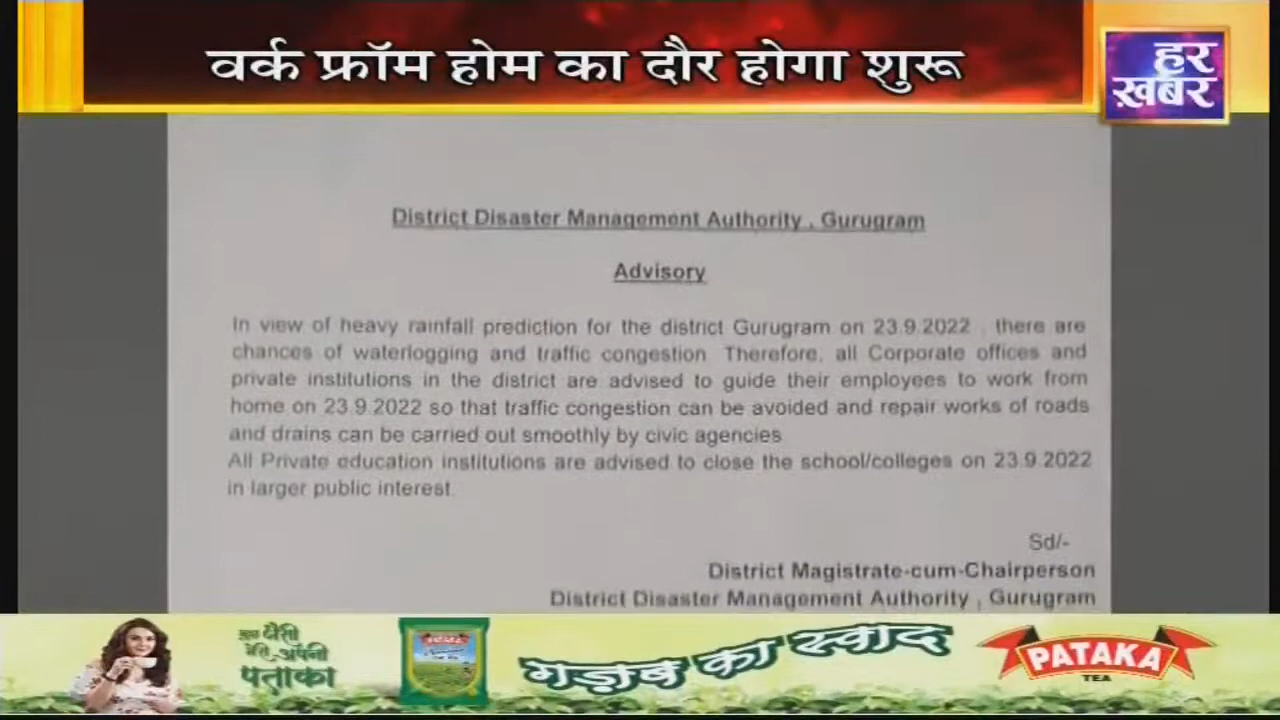 वर्क फ्रॉम होम का दौर होगा शुरू
हर
ख़बर
District Disaster Management Authority , Gurugram
Advisory
In view of heavy rainfall prediction for the district Gurugram on 23.9.2022 , there are
chances of waterlogging and traffic congestion. Therefore, all Corporate offices and
private institutions in the district are advised to guide their employees to work from
home on 23.9.2022 so that traffic congestion can be avoided and repair works of roads
and drains can be carried out smoothly by civic agencies
All Private education institutions are advised to close the school/colleges on 23.9.2022
in larger public interest.
Sd/-
District Magistrate-cum-Chairperson
District Disaster Management Authority , Gurugram
अपनी
पताका
गज़ब का स्वाद
PATAKA
TEA